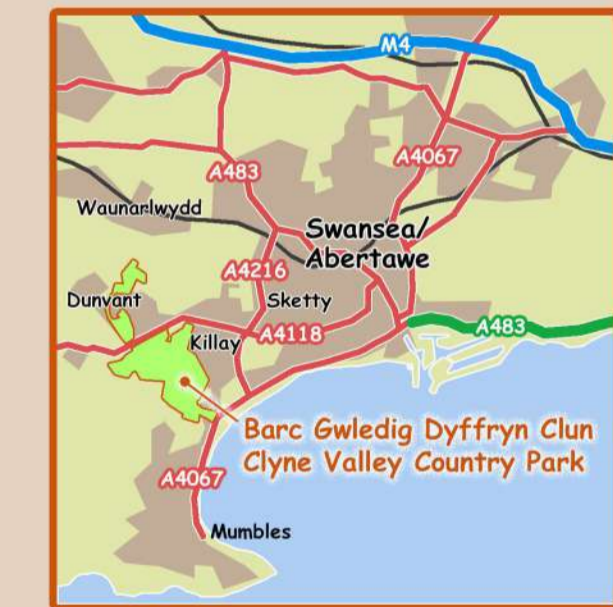 M4
A483
A4067
Waunarlwydd
Swansea/
Abertawe
A4216
Dunvant
Sketty
A483
Killay
A4118
Barc Gwledig Dyffryn Clun
Clyne Valley Country Park
A4067
Mumbles